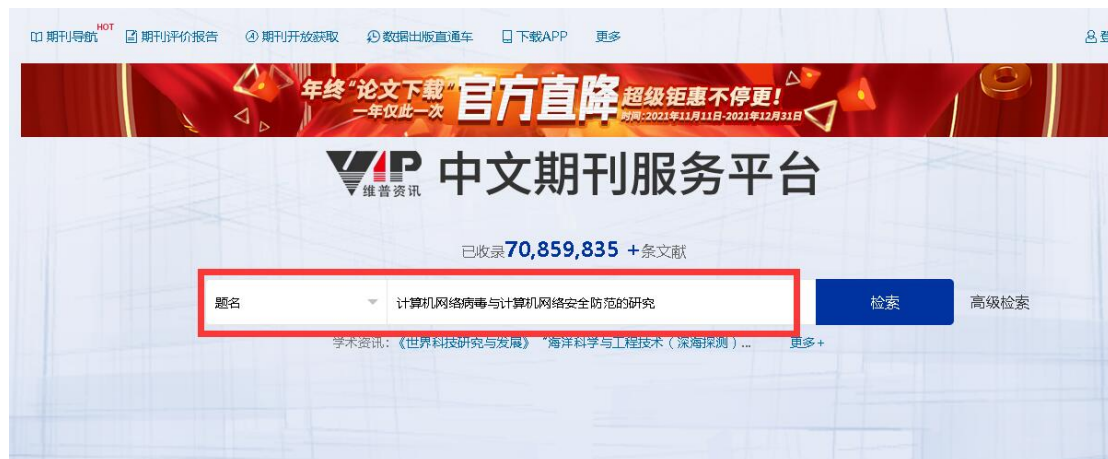 期刊导航 HOT 期刊评价报告 期刊开放获取 数据出版直通车 下载APP 更多
年终“论文下载”官方直降 超级钜惠不停更!
一年仅此一次 时间:2021年11月11日-2021年12月31日
VIP 维普资讯 中文期刊服务平台
已收录70,859,835 +条文献
题名 计算机网络病毒与计算机网络安全防范的研究 检索 高级检索
学术资讯:《世界科技研究与发展》“海洋科学与工程技术(深海探测)... 更多+